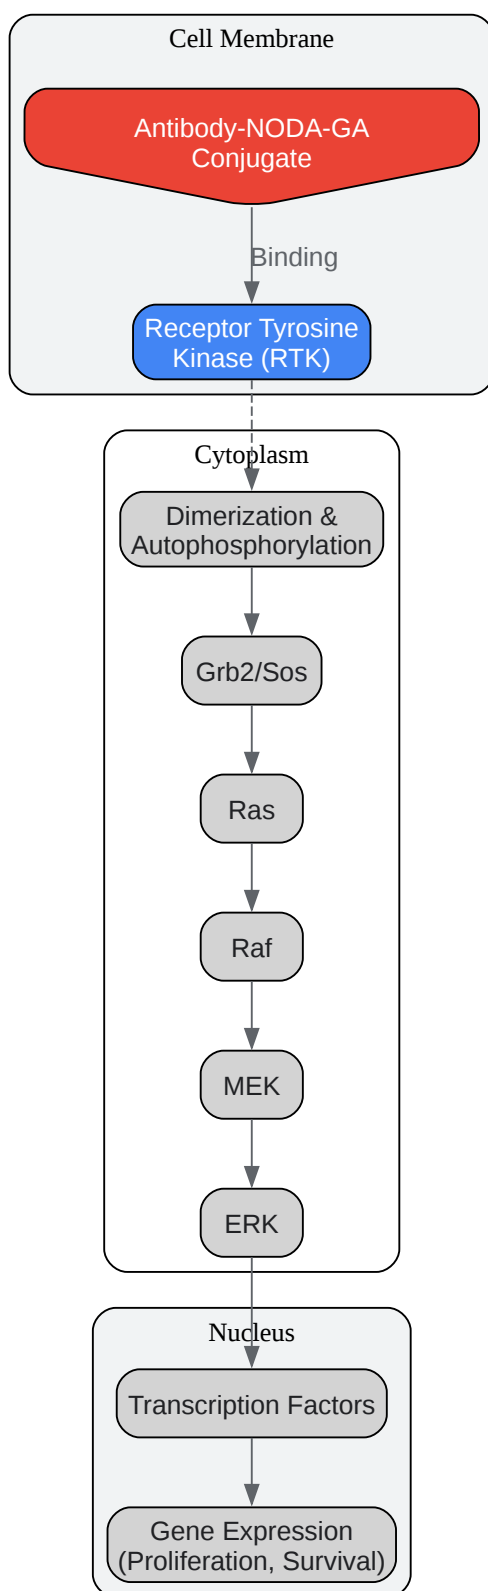 Cell Membrane
Antibody-NODA-GA
Conjugate
Binding
Receptor Tyrosine
Kinase (RTK)
Cytoplasm
Dimerization &
Autophosphorylation
Grb2/Sos
Ras
Raf
MEK
ERK
Nucleus
Transcription Factors
Gene Expression
(Proliferation, Survival)